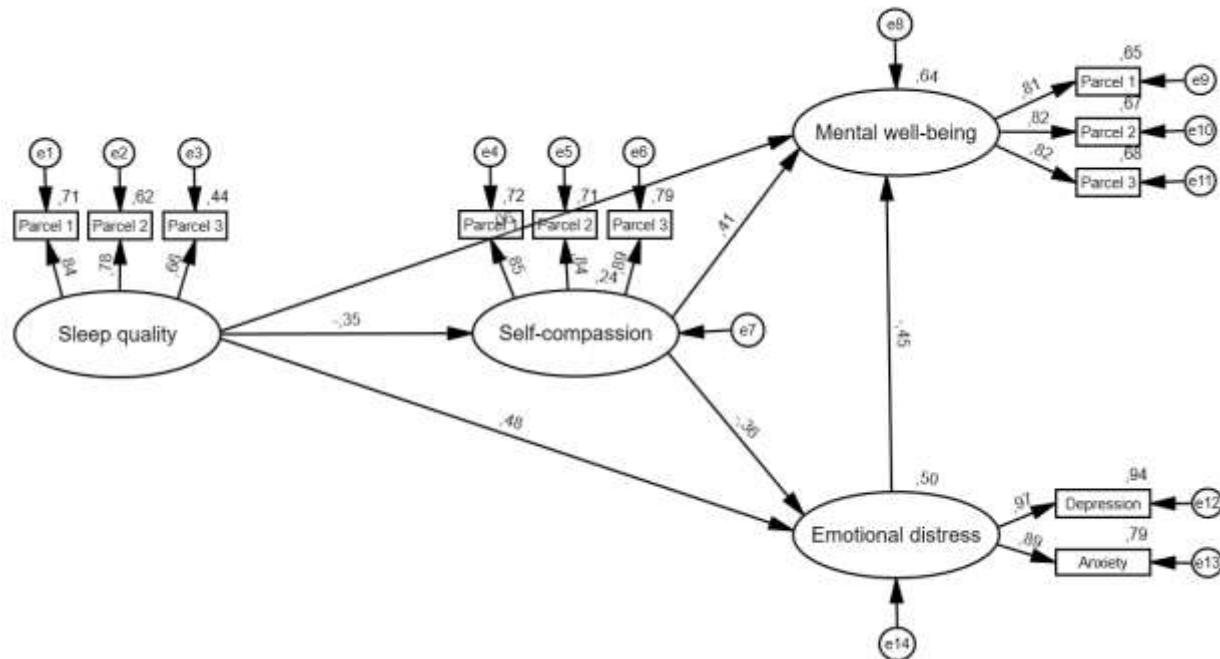 e8
,64
,65
Parcel 1
e9
,81
Mental well-being
,67
,82
Parcel 2
e10
,68
,82
Parcel 3
e11
e1
e2
e3
,71
,62
,44
Parcel 1
Parcel 2
Parcel 3
,84
,78
,66
e4
e5
e6
,72
,71
,79
Parcel 1
Parcel 2
Parcel 3
,85
,84
,89
,24
,41
Sleep quality
-,35
Self-compassion
e7
-,45
,48
-,36
,50
,94
,97
Depression
e12
Emotional distress
,79
,89
Anxiety
e13
e14